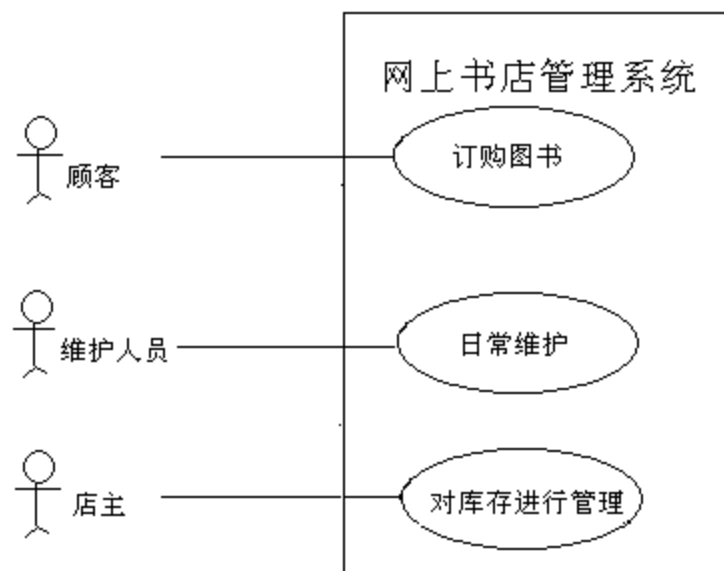 网上书店管理系统
订购图书
顾客
日常维护
维护人员
对库存进行管理
店主